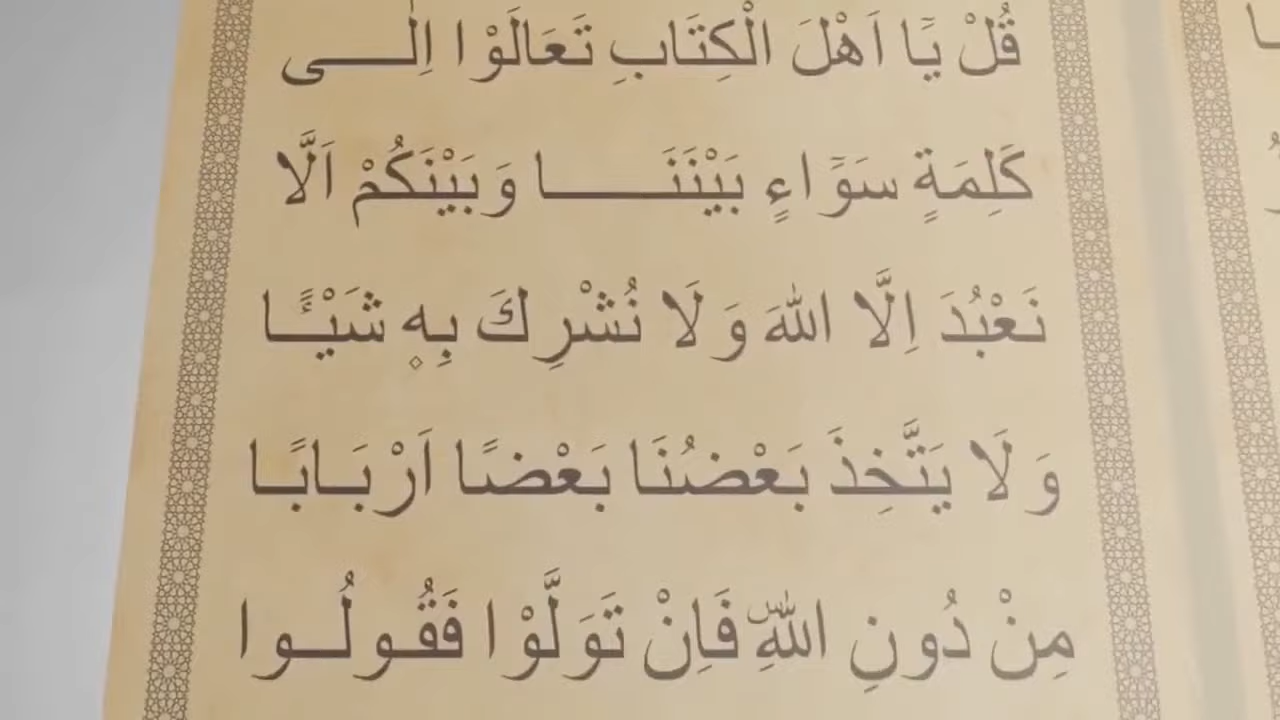 قُلْ يَٓا اَهْلَ الْكِتَابِ تَعَالَوْا اِلٰى
كَلِمَةٍ سَوَٓاءٍ بَيْنَنَا وَبَيْنَكُمْ اَلَّا
نَعْبُدَ اِلَّا اللّٰهَ وَلَا نُشْرِكَ بِه۪ شَيْـًٔا
وَلَا يَتَّخِذَ بَعْضُنَا بَعْضًا اَرْبَابًا
مِنْ دُونِ اللّٰهِۜ فَاِنْ تَوَلَّوْا فَقُولُوا